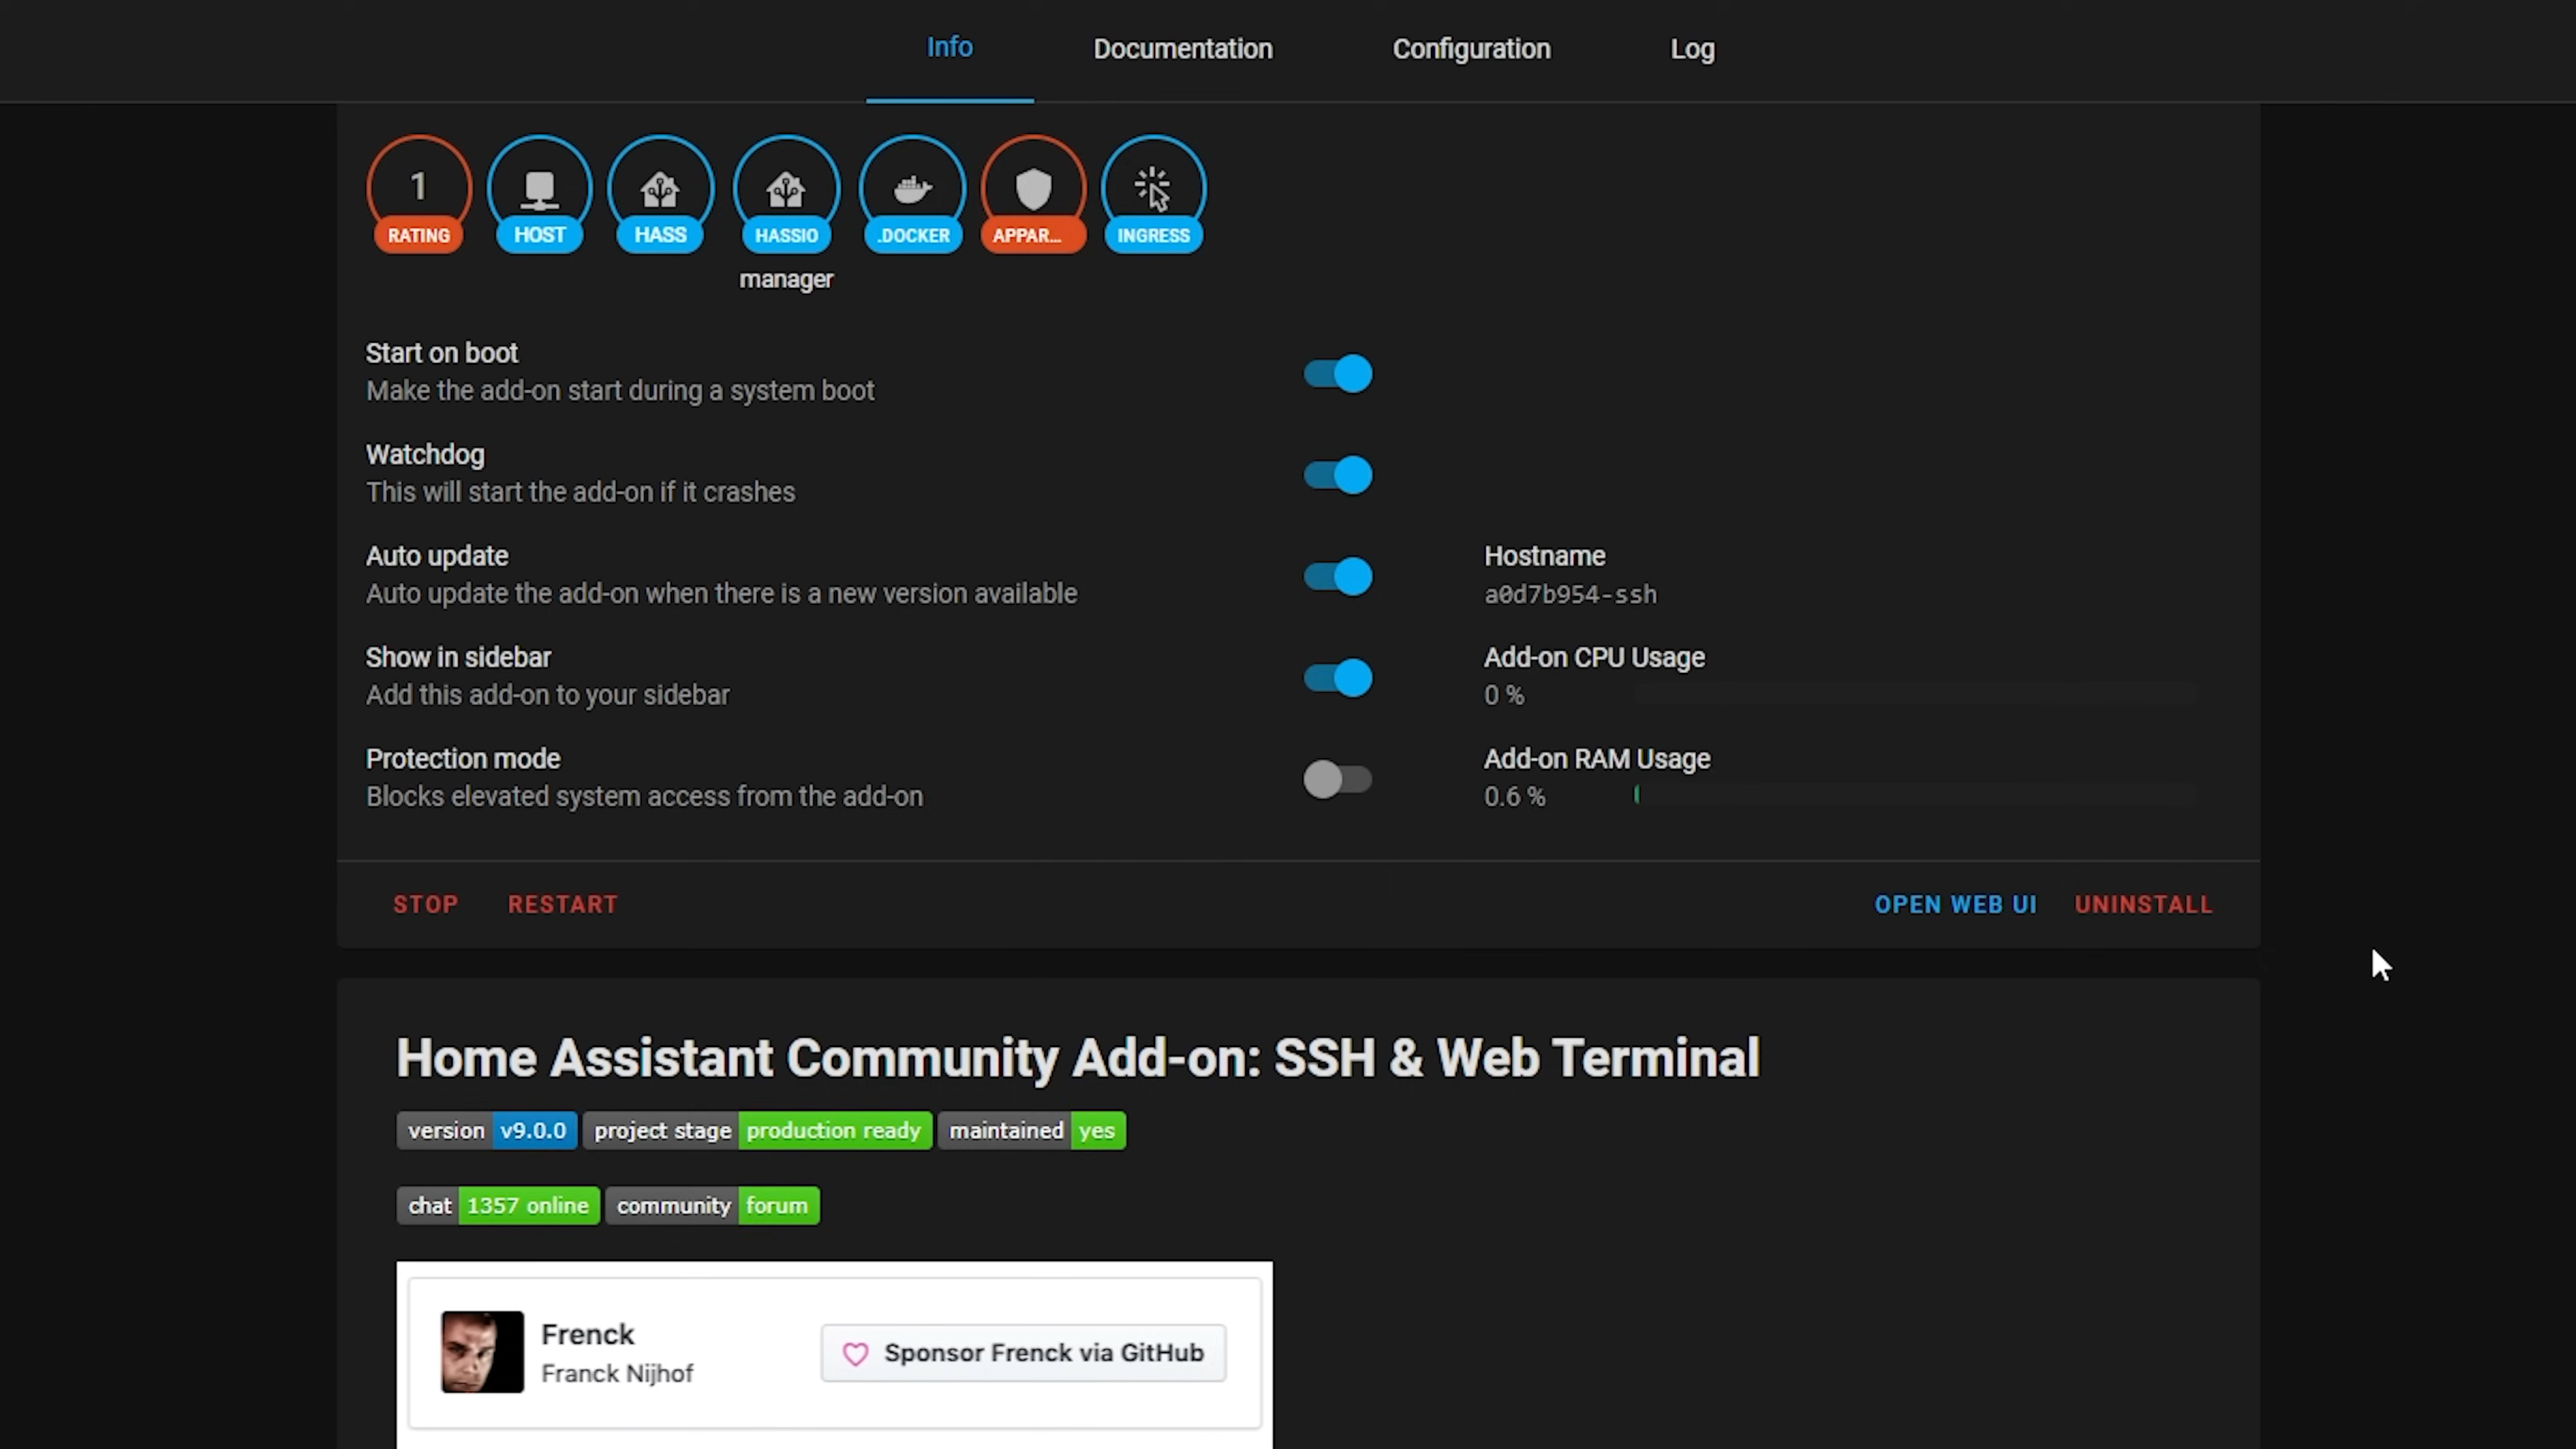 Info Documentation Configuration Log
1
RATING HOST HASS HASSIO .DOCKER APPAR... INGRESS
manager
Start on boot
Make the add-on start during a system boot
Watchdog
This will start the add-on if it crashes
Auto update
Auto update the add-on when there is a new version available
Hostname
a0d7b954-ssh
Show in sidebar
Add this add-on to your sidebar
Add-on CPU Usage
0 %
Protection mode
Blocks elevated system access from the add-on
Add-on RAM Usage
0.6 %
STOP RESTART OPEN WEB UI UNINSTALL
Home Assistant Community Add-on: SSH & Web Terminal
version v9.0.0 project stage production ready maintained yes
chat 1357 online community forum
Frenck
Franck Nijhof
Sponsor Frenck via GitHub